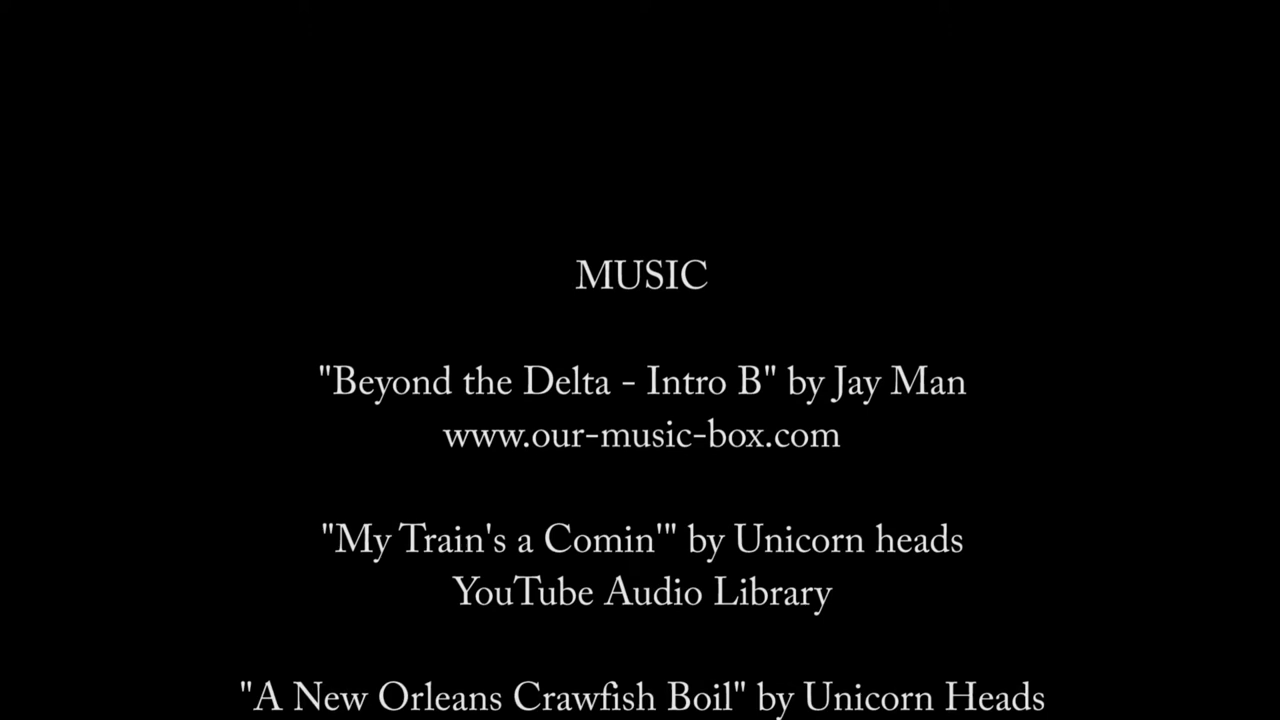 MUSIC
"Beyond the Delta - Intro B" by Jay Man
www.our-music-box.com
"My Train's a Comin'" by Unicorn heads
YouTube Audio Library
"A New Orleans Crawfish Boil" by Unicorn Heads